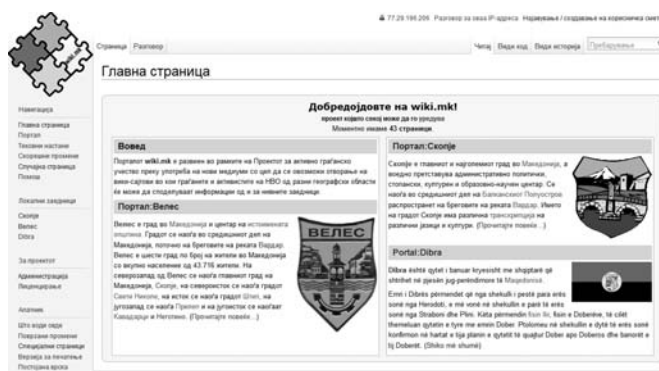 77.29.198.206 Разговор за оваа IP-адреса Најавување / создавање на корисничка смет
wiki.mk
Страница Разговор
Читај Види код Види историја Пребарување
Главна страница
Навигација
Главна страница
Портал
Тековни настани
Скорешни промени
Случајна страница
Помош
Локални заедници
Скопје
Велес
Dibra
За проектот
Администрација
Лиценцирање
Алатник
Што води овде
Поврзани промени
Специјални страници
Верзија за печатење
Постојана врска
Добредојдовте на wiki.mk!
проект којшто секој може да го уредува
Моментно имаме 43 страници.
Вовед
Порталот wiki.mk е развиен во рамките на Проектот за активно граѓанско
учество преку употреба на нови медиуми со цел да се овозможи отворање на
вики-сајтови во кои граѓаните и активистите на НВО од разни географски области
ќе може да споделуваат информации од и за нивните заедници.
Портал:Велес
Велес е град во Македонија и центар на истоимената
општина. Градот се наоѓа во средишниот дел на
Македонија, поточно на бреговите на реката Вардар.
Велес е шести град по број на жители во Македонија
со вкупно население од 43.716 жители. На
северозапад од Велес се наоѓа главниот град на
Македонија, Скопје, на североисток се наоѓа градот
Свети Николе, на исток се наоѓа градот Штип, на
југозапад се наоѓа Прилеп и на југоисток се наоѓаат
Кавадарци и Неготино. (Прочитајте повеќе...)
ВЕЛЕС
Портал:Скопје
Скопје е главниот и најголемиот град во Македонија, а
воедно претставува административно политички,
стопански, културен и образовно-научен центар. Се
наоѓа во средишниот дел на Балканскиот Полуостров,
распространет на бреговите на реката Вардар. Името
на градот Скопје има различна транскрипција на
различни јазици и култури. (Прочитајте повеќе...)
Portal:Dibra
Dibra është qytet i banuar kryesisht me shqiptarë që
shtrihet në pjesën jug-perëndimore të Maqedonisë.
Emri i Dibrës përmendët që nga shekulli i pestë para erës
sonë nga Herodoti, e më vonë në shekullin e parë të erës
sonë nga Straboni dhe Plini. Këta përmendin fisin Ilir, fisin e Doberëve, të cilët
themeluan qytetin e tyre me emrin Dober. Ptolomeu në shekullin e dytë të erës sonë
konfirmon në hartat e tija planin e qytetit të quajtur Dober apo Doberos dhe banorët e
tij Doberët. (Shiko më shumë)